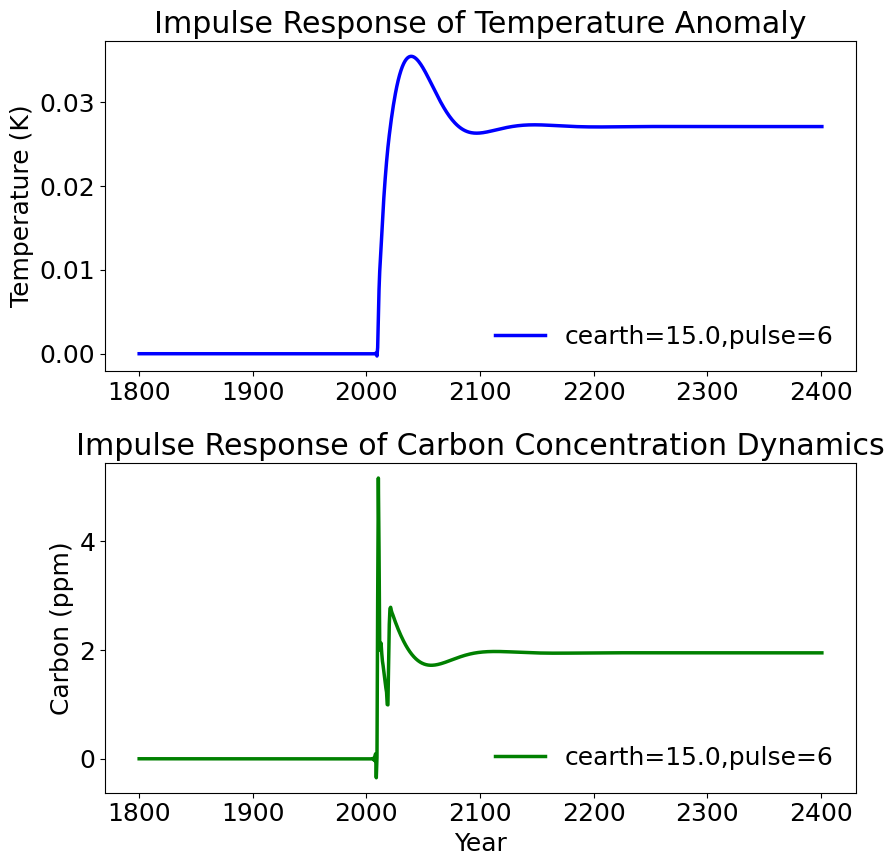 Impulse Response of Temperature Anomaly
Temperature (K)
0.03
0.02
0.01
0.00
cearth=15.0,pulse=6
1800 1900 2000 2100 2200 2300 2400
Impulse Response of Carbon Concentration Dynamics
Carbon (ppm)
4
2
0
cearth=15.0,pulse=6
1800 1900 2000 2100 2200 2300 2400
Year